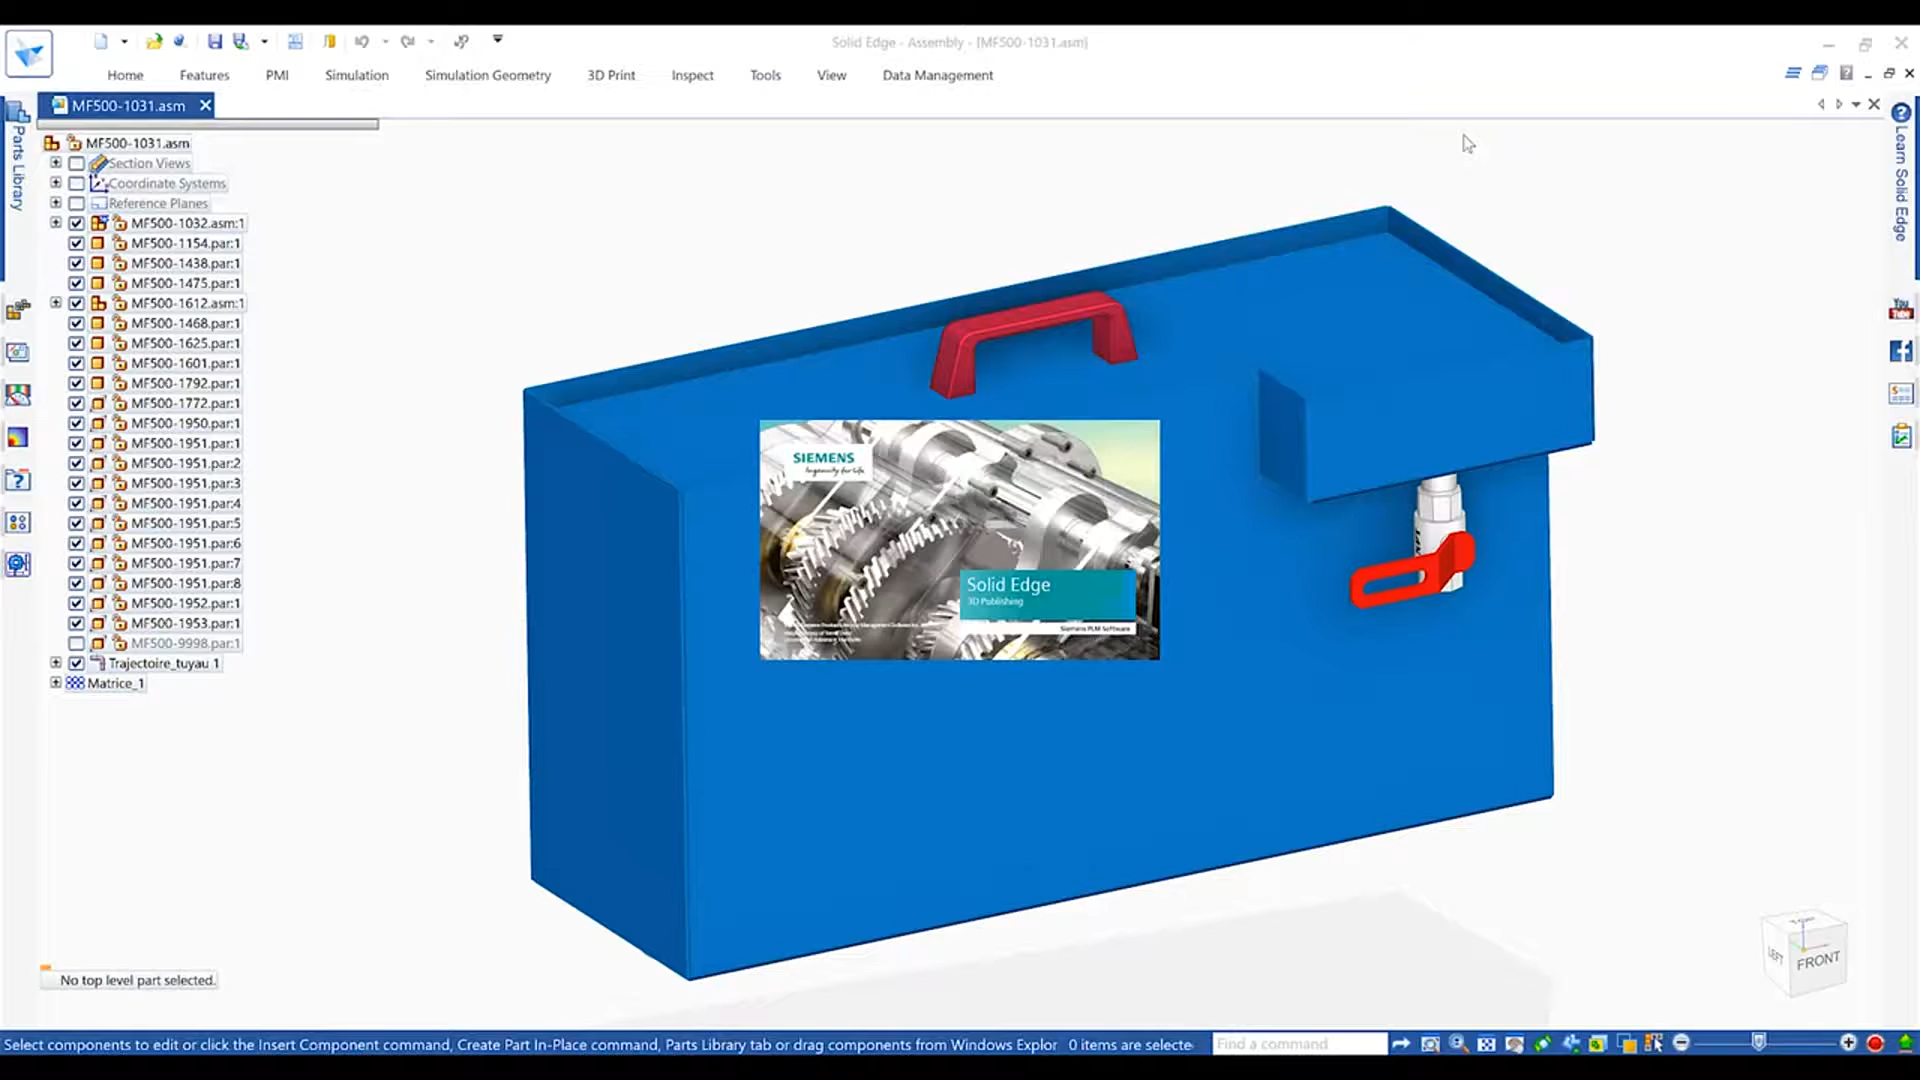 Solid Edge - Assembly - [MF500-1031.asm]
Home Features PMI Simulation Simulation Geometry 3D Print Inspect Tools View Data Management
MF500-1031.asm
Parts Library
MF500-1031.asm
Section Views
Coordinate Systems
Reference Planes
MF500-1032.asm:1
MF500-1154.par:1
MF500-1438.par:1
MF500-1475.par:1
MF500-1612.asm:1
MF500-1468.par:1
MF500-1625.par:1
MF500-1601.par:1
MF500-1792.par:1
MF500-1772.par:1
MF500-1950.par:1
MF500-1951.par:1
MF500-1951.par:2
MF500-1951.par:3
MF500-1951.par:4
MF500-1951.par:5
MF500-1951.par:6
MF500-1951.par:7
MF500-1951.par:8
MF500-1952.par:1
MF500-1953.par:1
MF500-9998.par:1
Trajectoire_tuyau 1
Matrice_1
Learn Solid Edge
You
Tube
SIEMENS
Ingenuity for life
Solid Edge
3D Publishing
Siemens PLM Software
TOP
LEFT
FRONT
No top level part selected.
Select components to edit or click the Insert Component command, Create Part In-Place command, Parts Library tab or drag components from Windows Explor 0 items are selecte
Find a command